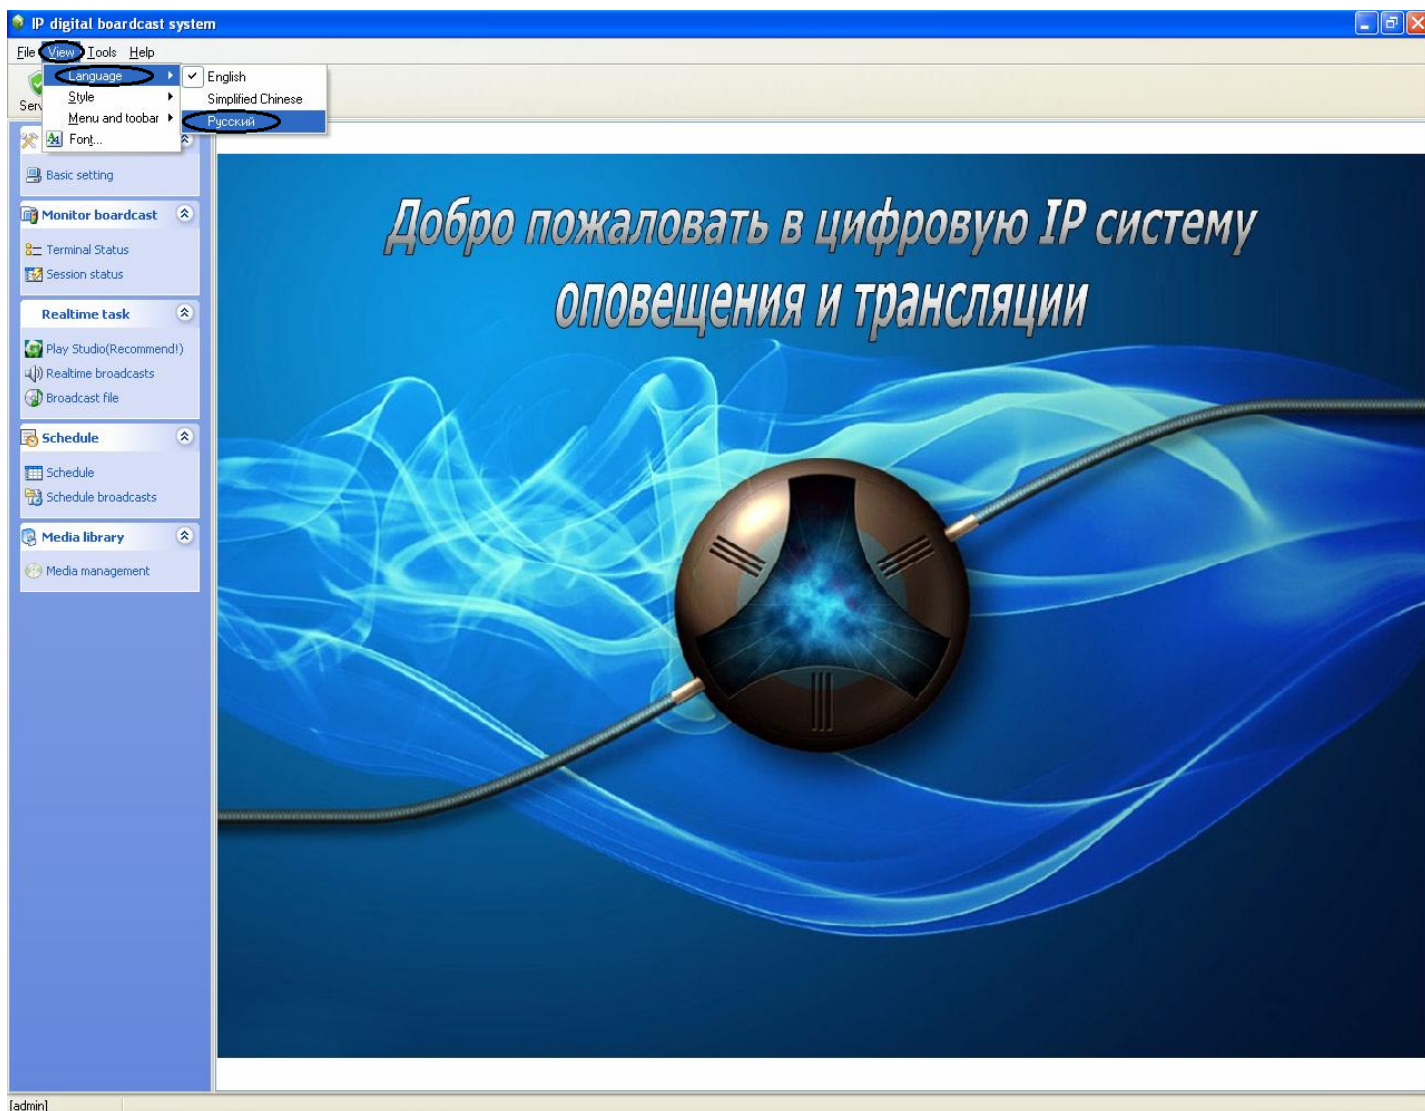 IP digital boardcast system
File View Tools Help
Language
Style
Menu and toobar
Font...
English
Simplified Chinese
Русский
Basic setting
Monitor boardcast
Terminal Status
Session status
Realtime task
Play Studio(Recommend!)
Realtime broadcasts
Broadcast file
Schedule
Schedule
Schedule broadcasts
Media library
Media management
Добро пожаловать в цифровую IP систему
оповещения и трансляции
[admin]